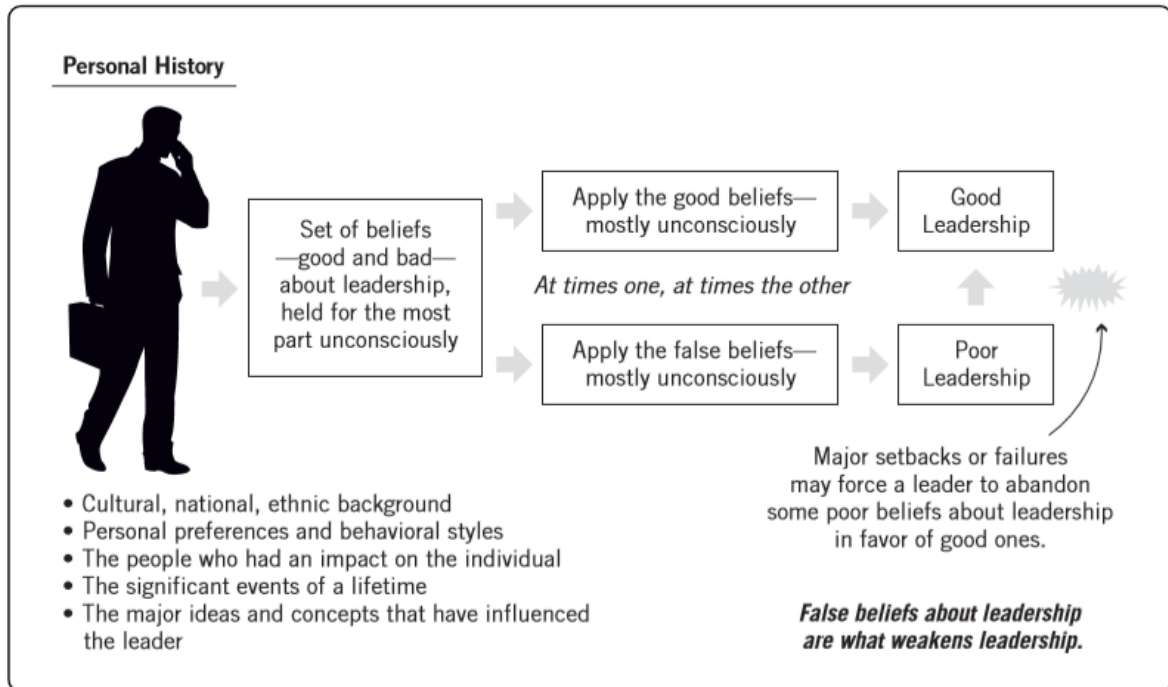 Personal History
Set of beliefs
—good and bad—
about leadership,
held for the most
part unconsciously
Apply the good beliefs—
mostly unconsciously
Good
Leadership
At times one, at times the other
Apply the false beliefs—
mostly unconsciously
Poor
Leadership
Major setbacks or failures
may force a leader to abandon
some poor beliefs about leadership
in favor of good ones.
• Cultural, national, ethnic background
• Personal preferences and behavioral styles
• The people who had an impact on the individual
• The significant events of a lifetime
• The major ideas and concepts that have influenced
the leader
False beliefs about leadership
are what weakens leadership.